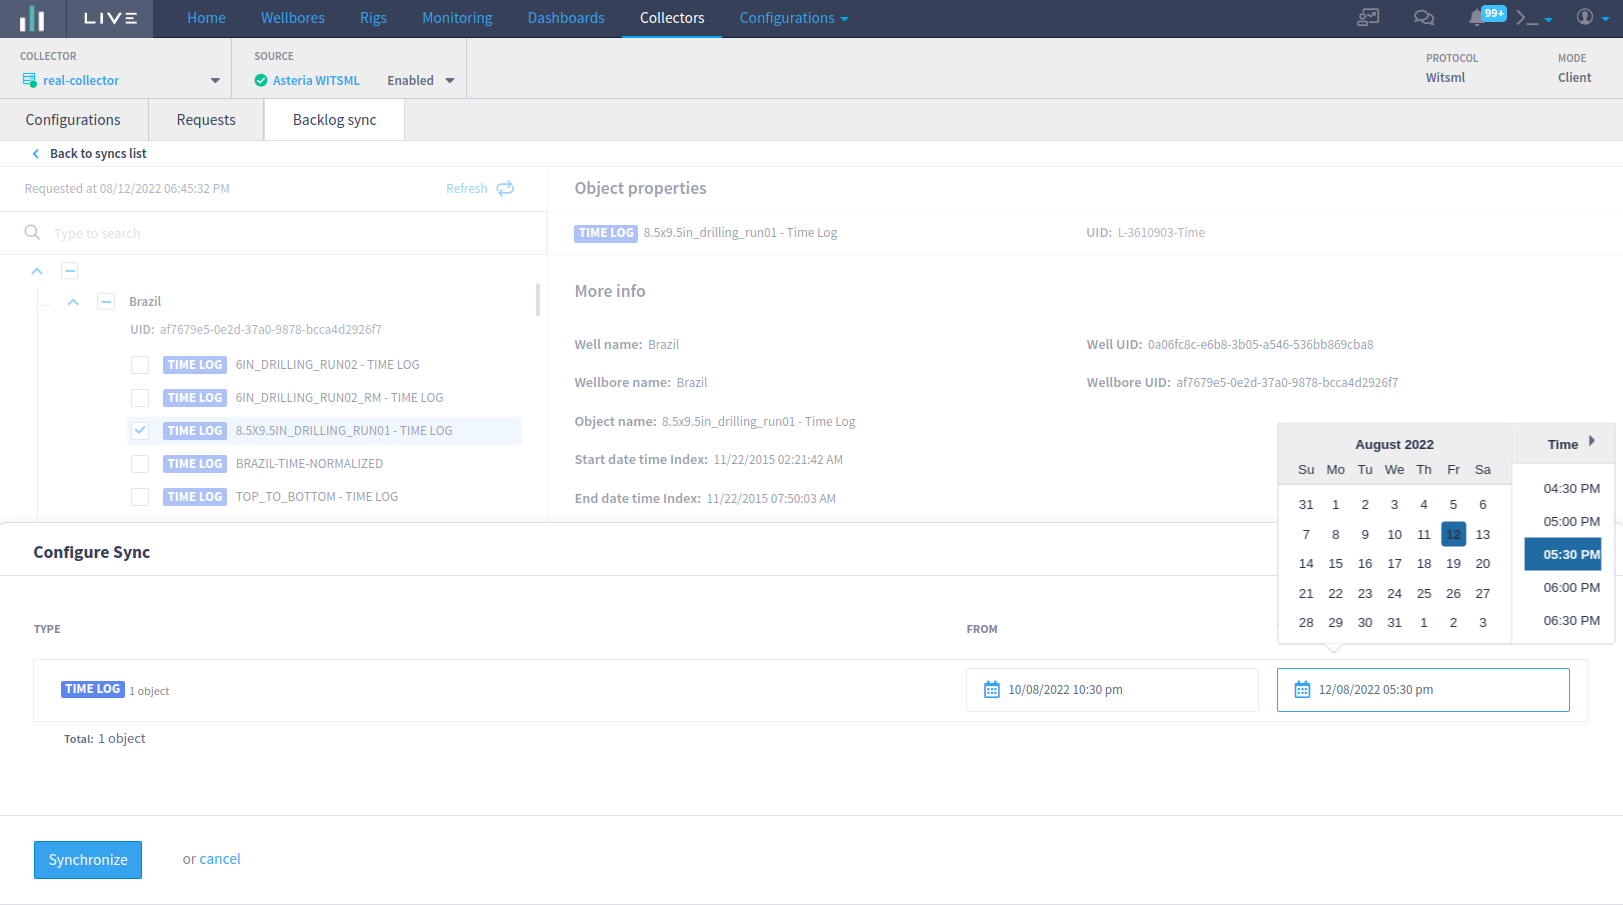 LIVE Home Wellbores Rigs Monitoring Dashboards Collectors Configurations 99+
COLLECTOR SOURCE PROTOCOL MODE
real-collector Asteria WITSML Enabled Witsml Client
Configurations Requests Backlog sync
Back to syncs list
Requested at 08/12/2022 06:45:32 PM Refresh
Type to search
Brazil
UID: af7679e5-0e2d-37a0-9878-bcca4d2926f7
TIME LOG 6IN_DRILLING_RUN02 - TIME LOG
TIME LOG 6IN_DRILLING_RUN02_RM - TIME LOG
TIME LOG 8.5X9.5IN_DRILLING_RUN01 - TIME LOG
TIME LOG BRAZIL-TIME-NORMALIZED
TIME LOG TOP_TO_BOTTOM - TIME LOG
Object properties
TIME LOG 8.5x9.5in_drilling_run01 - Time Log UID: L-3610903-Time
More info
Well name: Brazil Well UID: 0a06fc8c-e6b8-3b05-a546-536bb869cba8
Wellbore name: Brazil Wellbore UID: af7679e5-0e2d-37a0-9878-bcca4d2926f7
Object name: 8.5x9.5in_drilling_run01 - Time Log
Start date time Index: 11/22/2015 02:21:42 AM
End date time Index: 11/22/2015 07:50:03 AM
August 2022
Su Mo Tu We Th Fr Sa
31 1 2 3 4 5 6
7 8 9 10 11 12 13
14 15 16 17 18 19 20
21 22 23 24 25 26 27
28 29 30 31 1 2 3
Time
04:30 PM
05:00 PM
05:30 PM
06:00 PM
06:30 PM
Configure Sync
TYPE FROM
TIME LOG 1 object 10/08/2022 10:30 pm 12/08/2022 05:30 pm
Total: 1 object
Synchronize or cancel